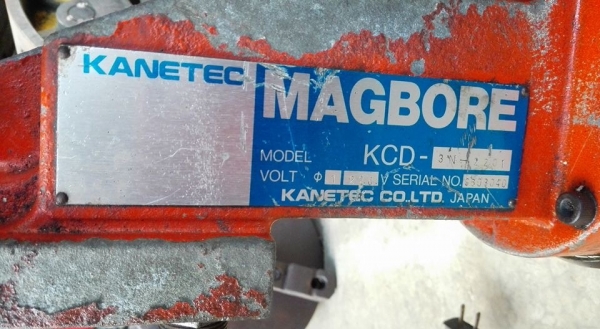 KANETEC
MAGBORE
MODEL KCD-
VOLT φ V SERIAL NO.
KANETEC CO.LTD. JAPAN